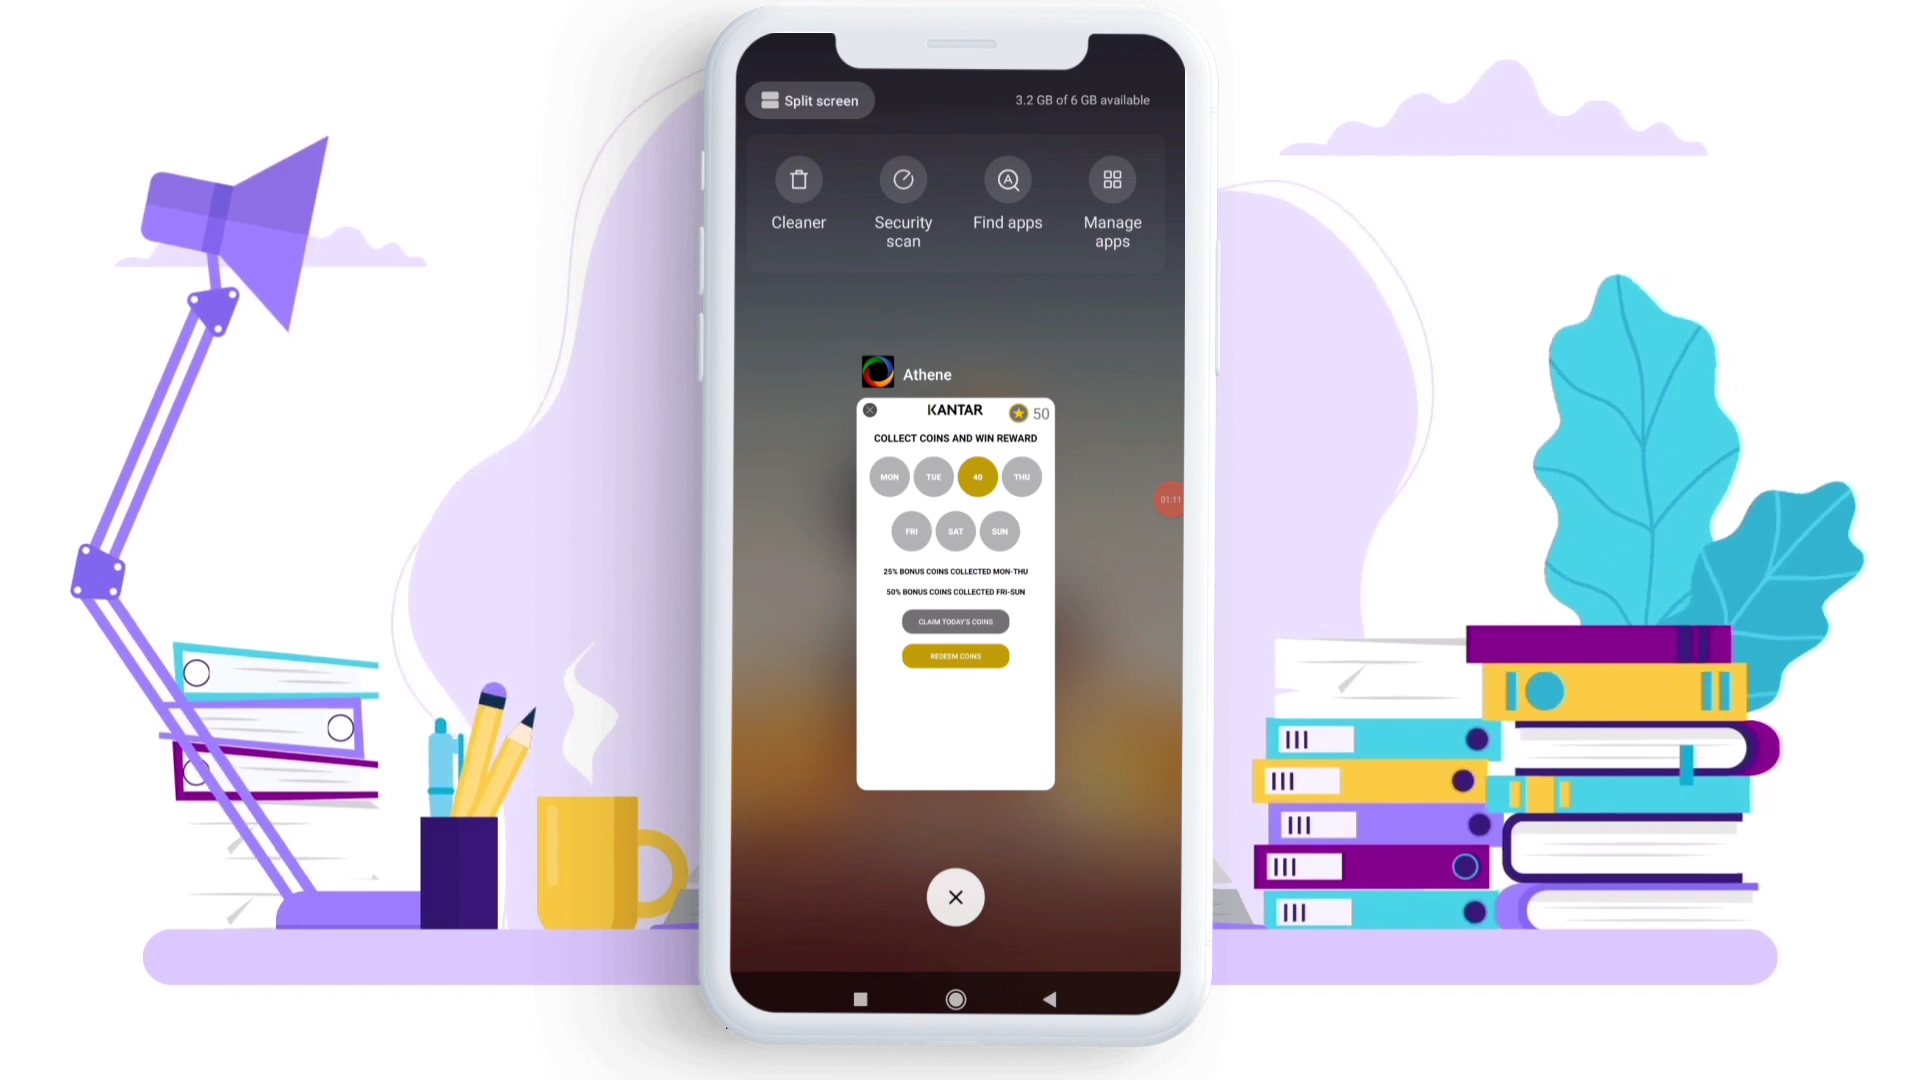 Split screen
3.2 GB of 6 GB available
Cleaner
Security
scan
Find apps
Manage
apps
Athene
KANTAR
50
COLLECT COINS AND WIN REWARD
MON TUE 40 THU
01:11
FRI SAT SUN
25% BONUS COINS COLLECTED MON-THU
50% BONUS COINS COLLECTED FRI-SUN
CLAIM TODAY'S COINS
REDEEM COINS